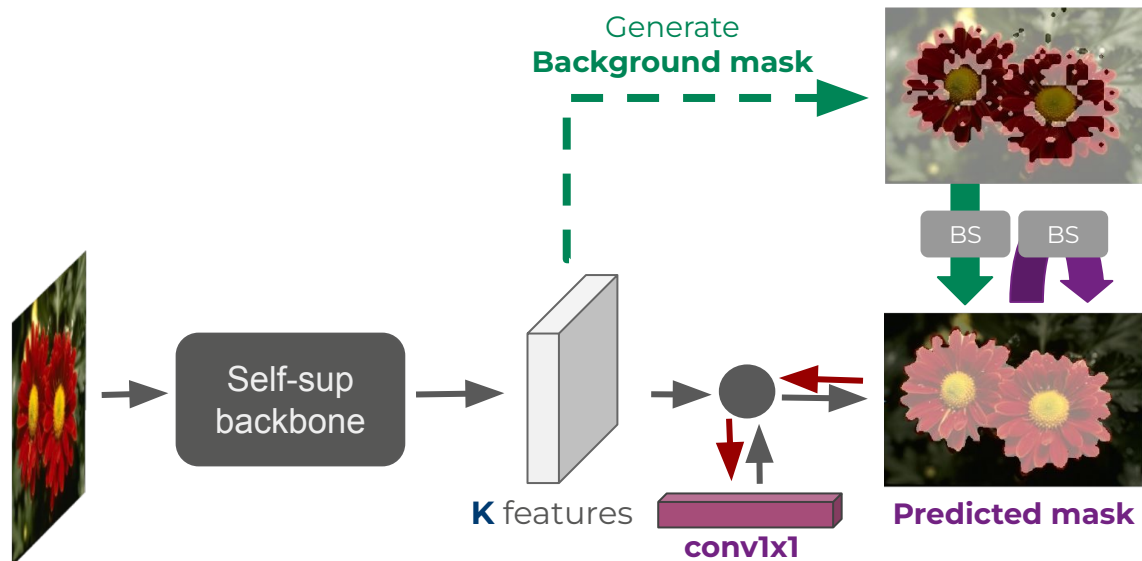 Generate
Background mask
BS
BS
Self-sup
backbone
K features
conv1x1
Predicted mask